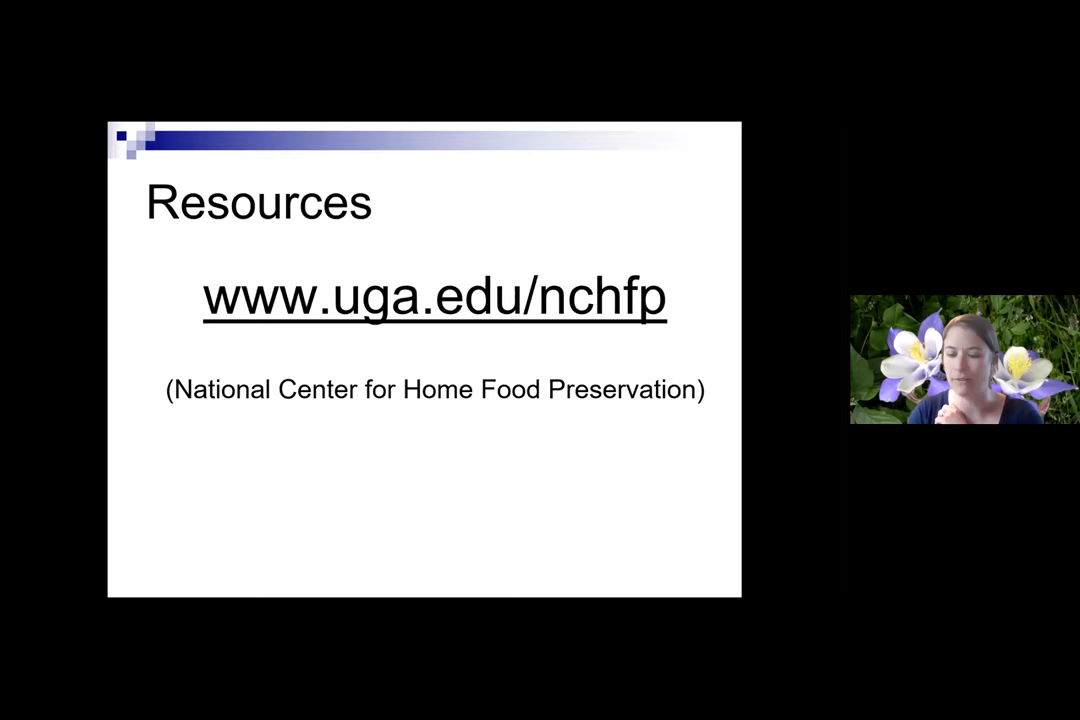 Resources
www.uga.edu/nchfp
(National Center for Home Food Preservation)